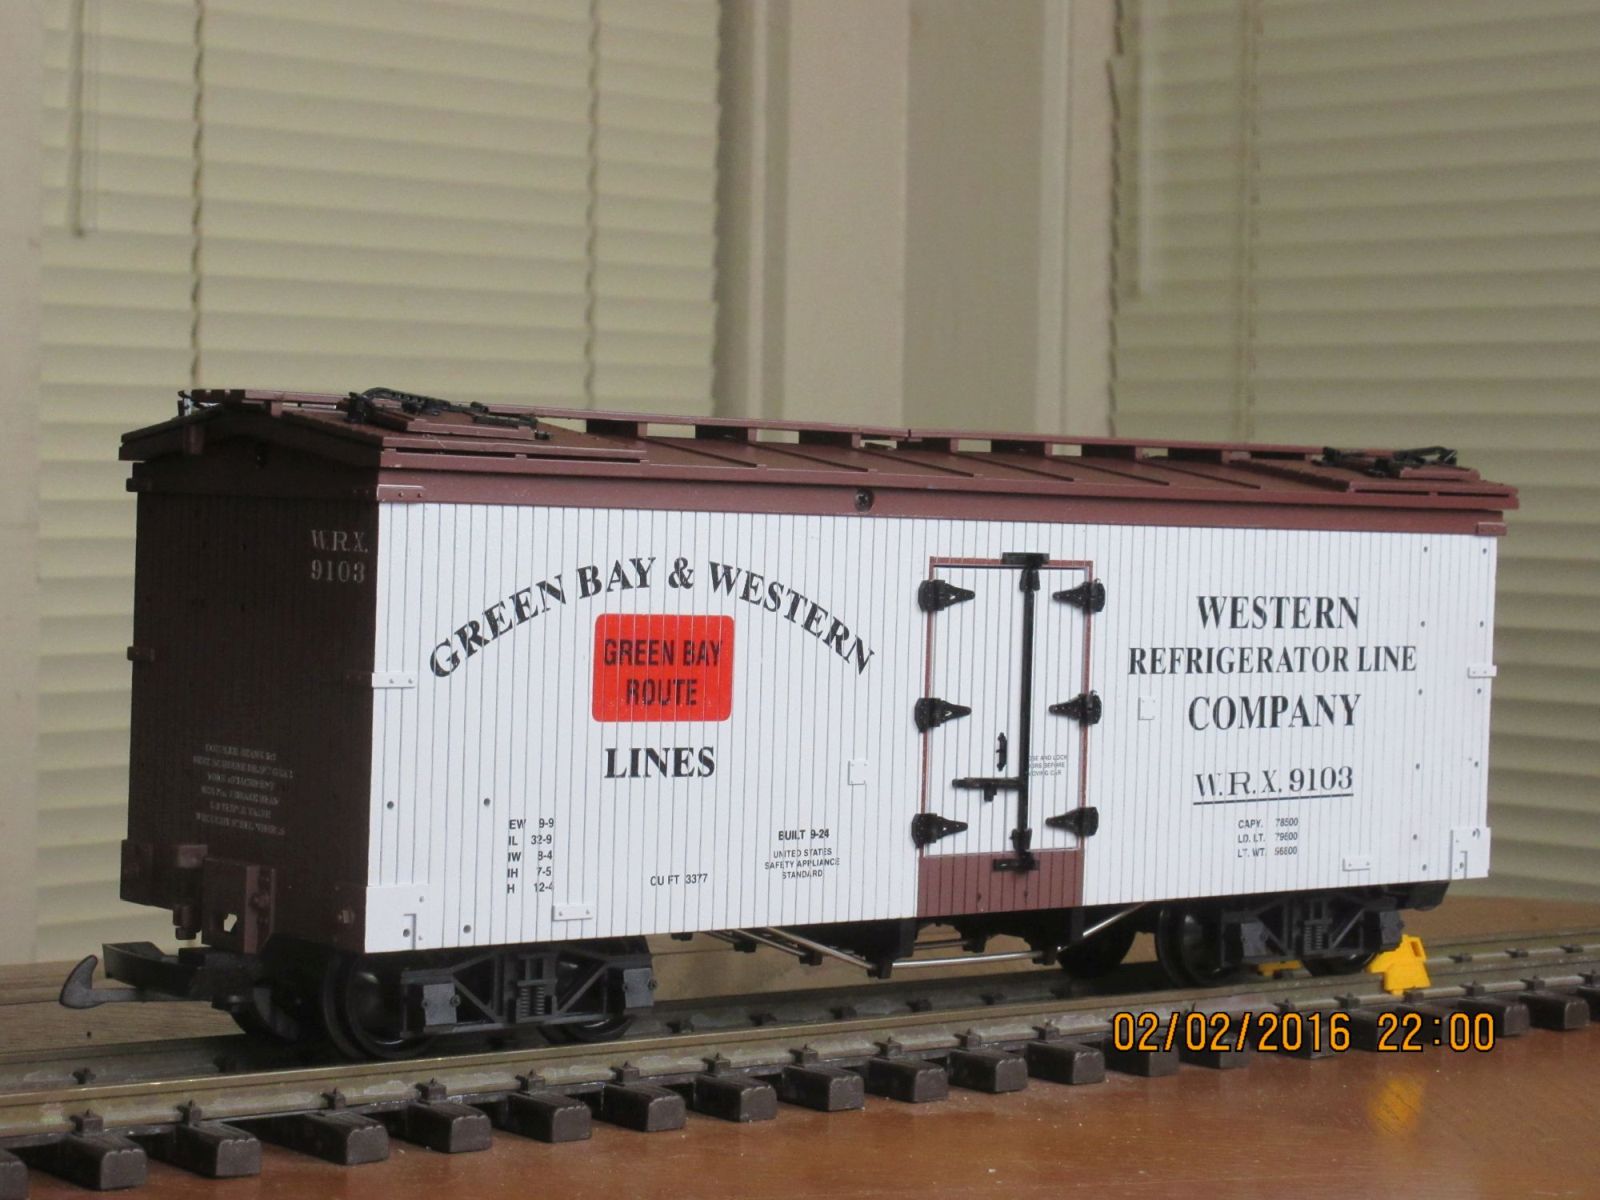 W.R.X.
9103
GREEN BAY & WESTERN
GREEN BAY
ROUTE
LINES
EW 9-9
IL 32-9
IW 8-4
IH 7-5
H 12-4
CU FT 3377
BUILT 9-24
UNITED STATES
SAFETY APPLIANCE
STANDARD
WESTERN
REFRIGERATOR LINE
COMPANY
W.R.X. 9103
CAPY. 78500
LD. LT. 79600
LT. WT. 56800
02/02/2016 22:00